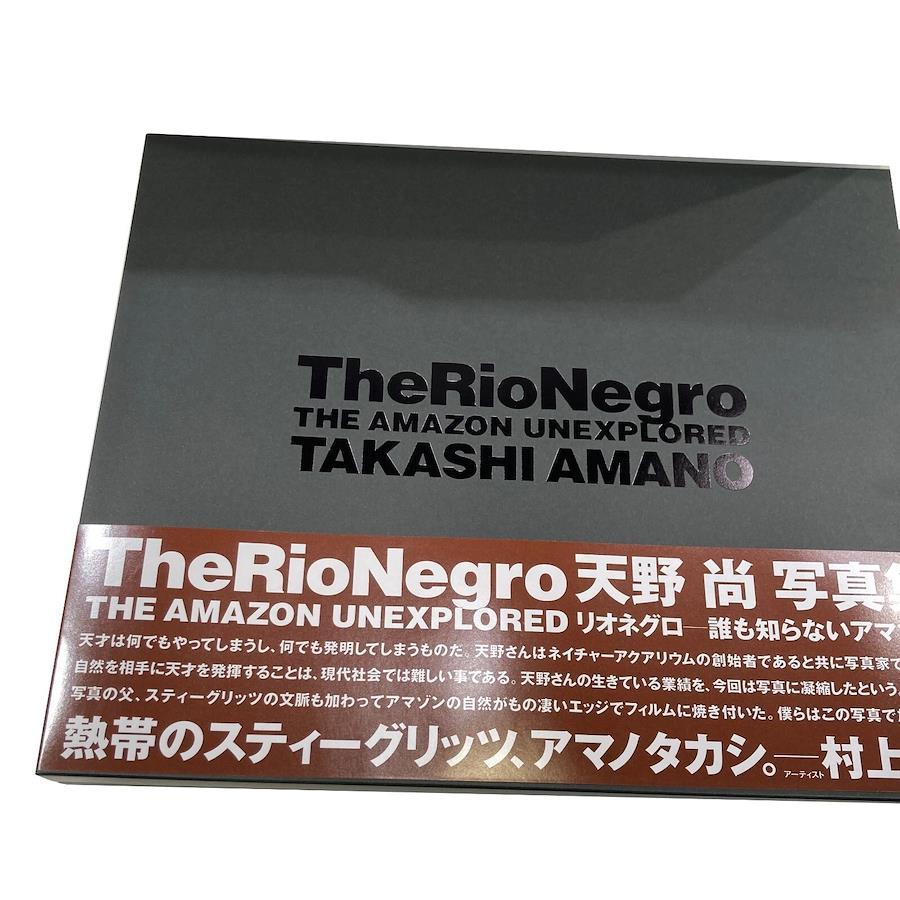 TheRioNegro
THE AMAZON UNEXPLORED
TAKASHI AMANO
TheRioNegro 天野 尚 写真集
THE AMAZON UNEXPLORED リオネグロ―誰も知らないアマ
天才は何でもやってしまうし、何でも発明してしまうものだ。天野さんはネイチャーアクアリウムの創始者であると共に写真家で
自然を相手に天才を発揮することは、現代社会では難しい事である。天野さんの生きている業績を、今回は写真に凝縮したという。
写真の父、スティーグリッツの文脈も加わってアマゾンの自然がもの凄いエッジでフィルムに焼き付いた。僕らはこの写真で
熱帯のスティーグリッツ、アマノタカシ。―村上
アーティスト